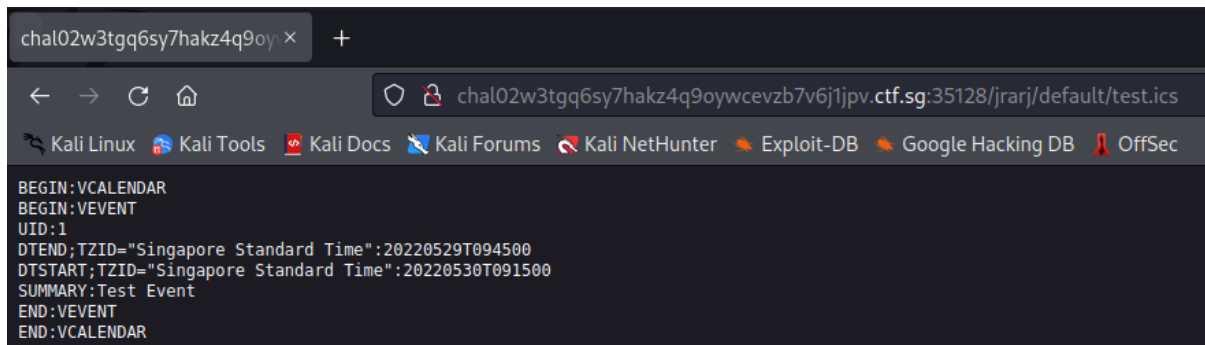 chal02w3tgq6sy7hakz4q9oy
chal02w3tgq6sy7hakz4q9oywcevzb7v6j1jpv.ctf.sg:35128/jrarj/default/test.ics
Kali Linux Kali Tools Kali Docs Kali Forums Kali NetHunter Exploit-DB Google Hacking DB OffSec
BEGIN:VCALENDAR
BEGIN:VEVENT
UID:1
DTEND;TZID="Singapore Standard Time":20220529T094500
DTSTART;TZID="Singapore Standard Time":20220530T091500
SUMMARY:Test Event
END:VEVENT
END:VCALENDAR